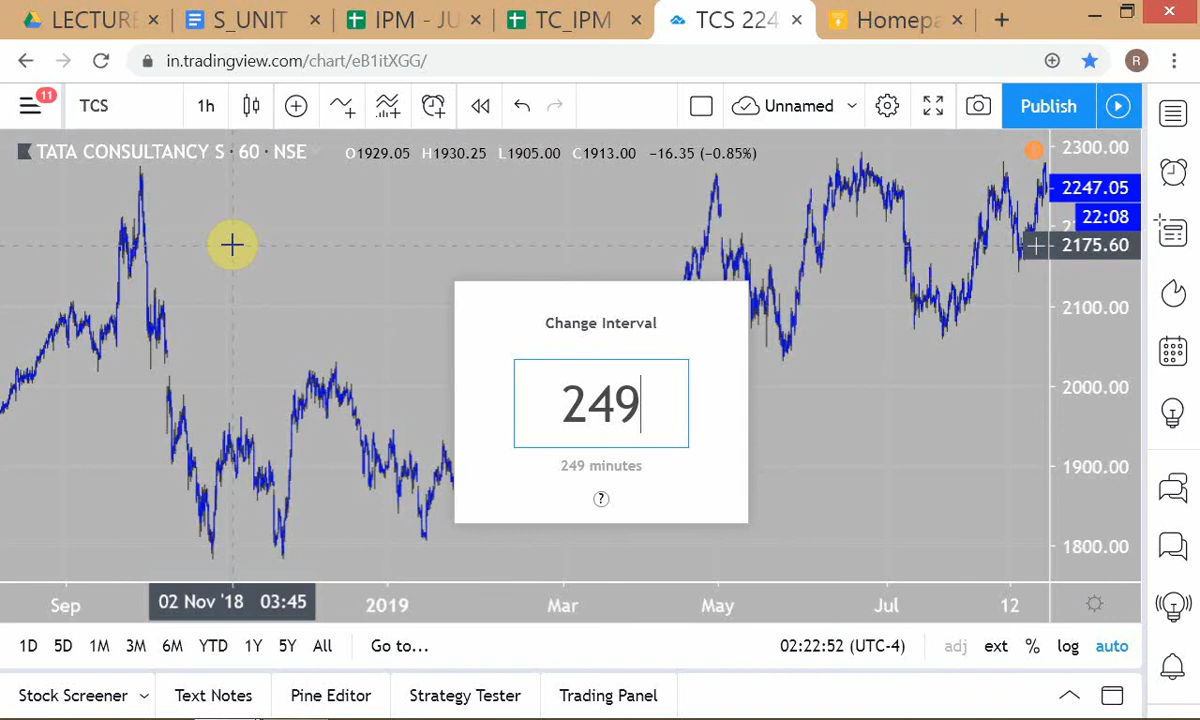 LECTURE
S_UNIT
IPM - JU
TC_IPM
TCS 224
Homepa
in.tradingview.com/chart/eB1itXGG/
R
11
TCS
1h
Unnamed
Publish
TATA CONSULTANCY S · 60 · NSE
O1929.05 H1930.25 L1905.00 C1913.00 −16.35 (−0.85%)
2300.00
2247.05
22:08
2175.60
2100.00
2000.00
1900.00
1800.00
Change Interval
249
249 minutes
?
Sep
02 Nov '18 03:45
2019
Mar
May
Jul
12
1D 5D 1M 3M 6M YTD 1Y 5Y All Go to...
02:22:52 (UTC-4)
adj ext % log auto
Stock Screener
Text Notes
Pine Editor
Strategy Tester
Trading Panel